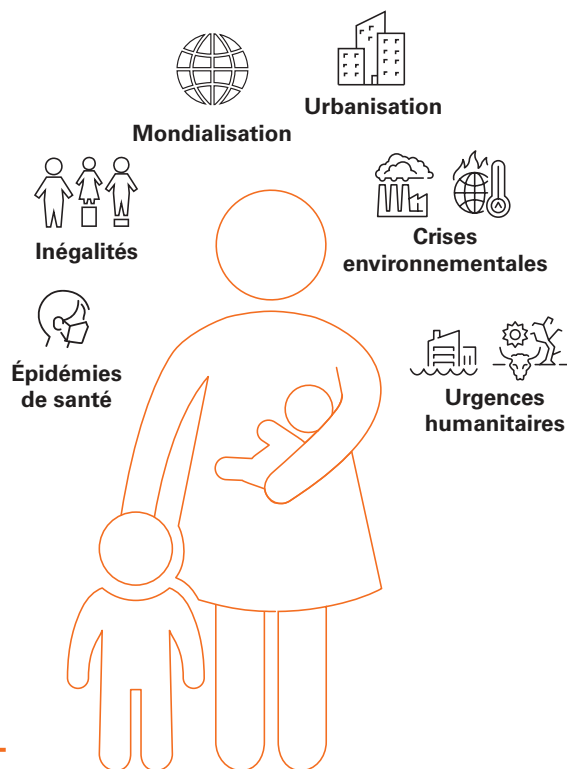 Urbanisation
Mondialisation
Inégalités
Crises
environnementales
Épidémies
de santé
Urgences
humanitaires